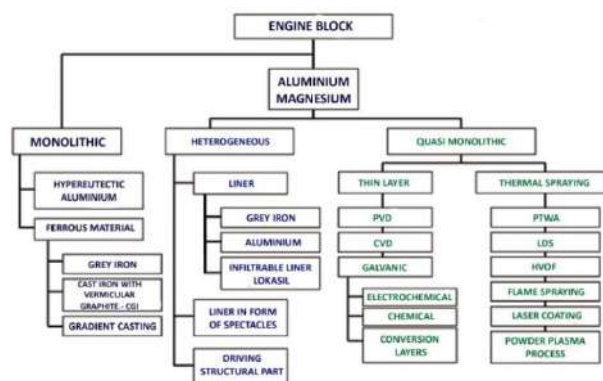 ENGINE BLOCK
ALUMINIUM
MAGNESIUM
MONOLITHIC
HETEROGENEOUS
QUASI MONOLITHIC
HYPEREUTECTIC
ALUMINIUM
FERROUS MATERIAL
GREY IRON
CAST IRON WITH
VERMICULAR
GRAPHITE - CGI
GRADIENT CASTING
LINER
GREY IRON
ALUMINIUM
INFILTRABLE LINER
LOKASIL
LINER IN FORM
OF SPECTACLES
DRIVING
STRUCTURAL PART
THIN LAYER
PVD
CVD
GALVANIC
ELECTROCHEMICAL
CHEMICAL
CONVERSION
LAYERS
THERMAL SPRAYING
PTWA
LDS
HVOF
FLAME SPRAYING
LASER COATING
POWDER PLASMA
PROCESS